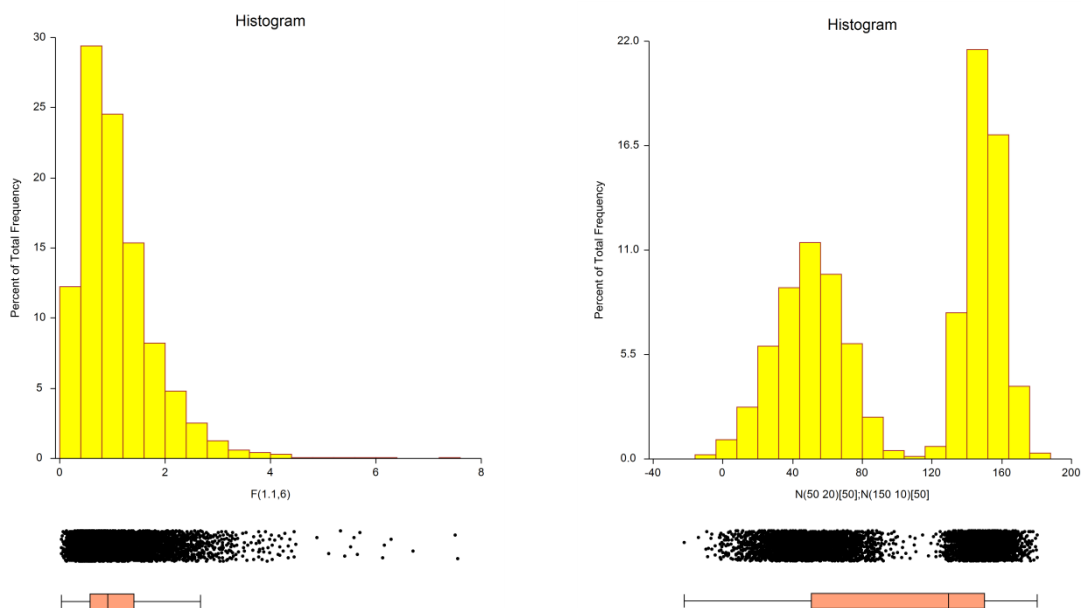 Histogram
30
25
20
15
10
5
0
Percent of Total Frequency
0 2 4 6 8
F(1.1,6)
Histogram
22.0
16.5
11.0
5.5
0.0
Percent of Total Frequency
-40 0 40 80 120 160 200
N(50 20)[50];N(150 10)[50]